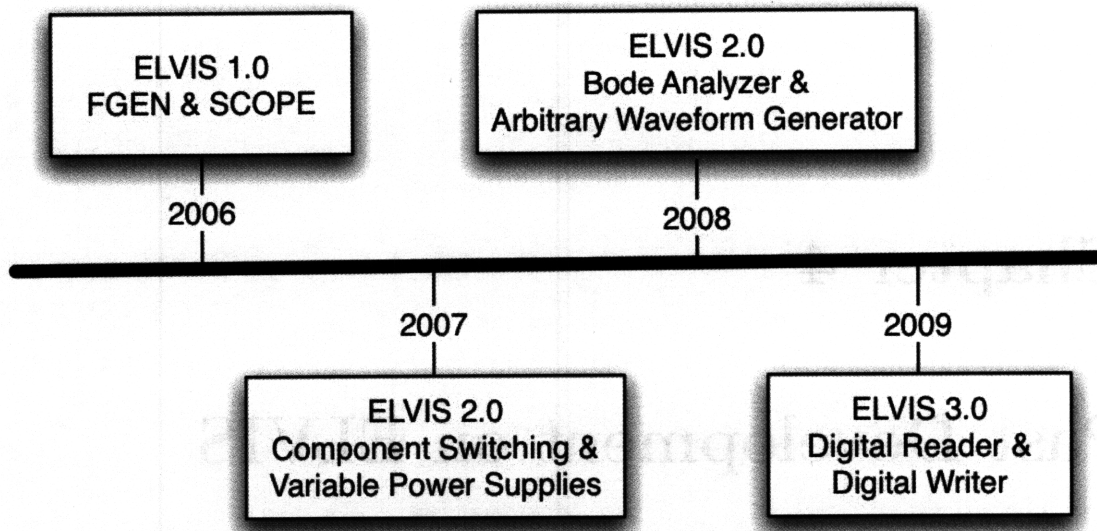 ELVIS 1.0
FGEN & SCOPE
2006
ELVIS 2.0
Bode Analyzer &
Arbitrary Waveform Generator
2008
2007
ELVIS 2.0
Component Switching &
Variable Power Supplies
2009
ELVIS 3.0
Digital Reader &
Digital Writer